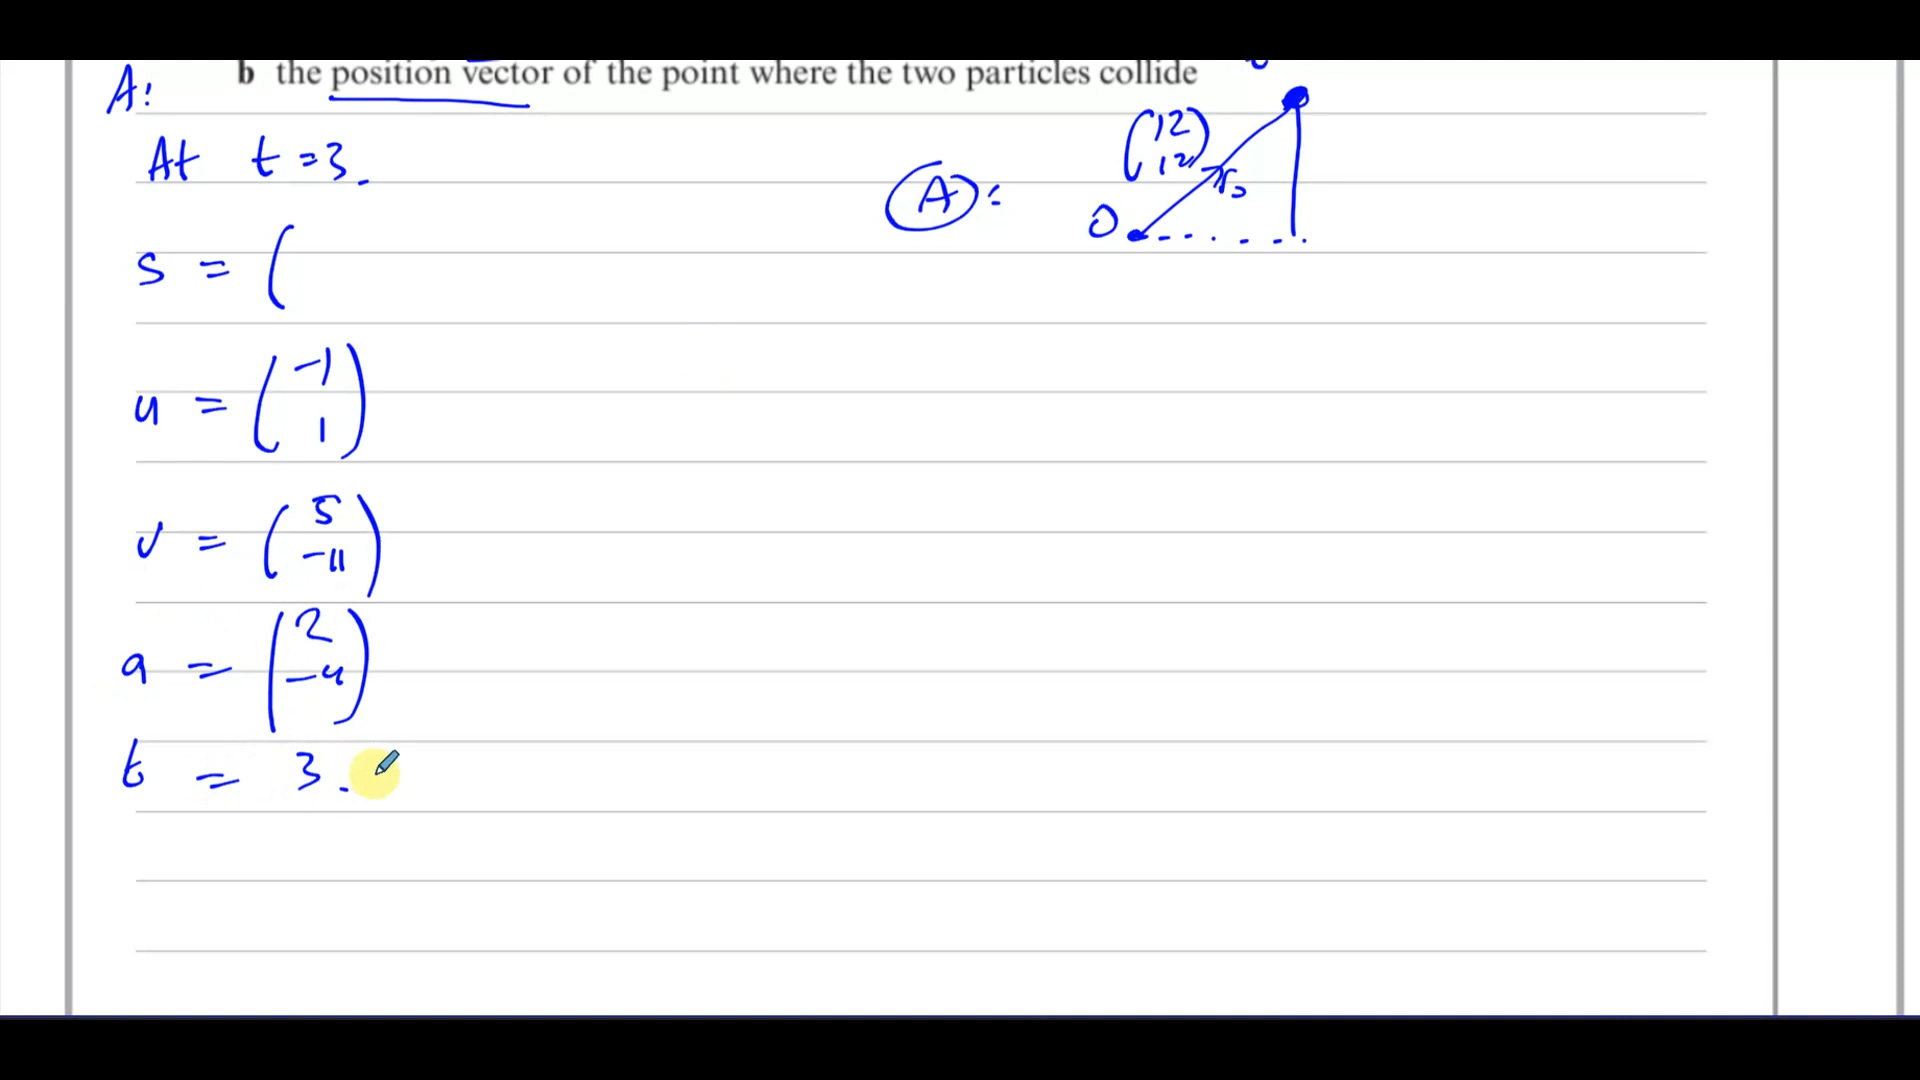 b the position vector of the point where the two particles collide
A:
At t = 3.
s = (
u = (-1
1)
v = (5
-11)
a = (2
-4)
t = 3.
A :
(12
12)
r₀
O